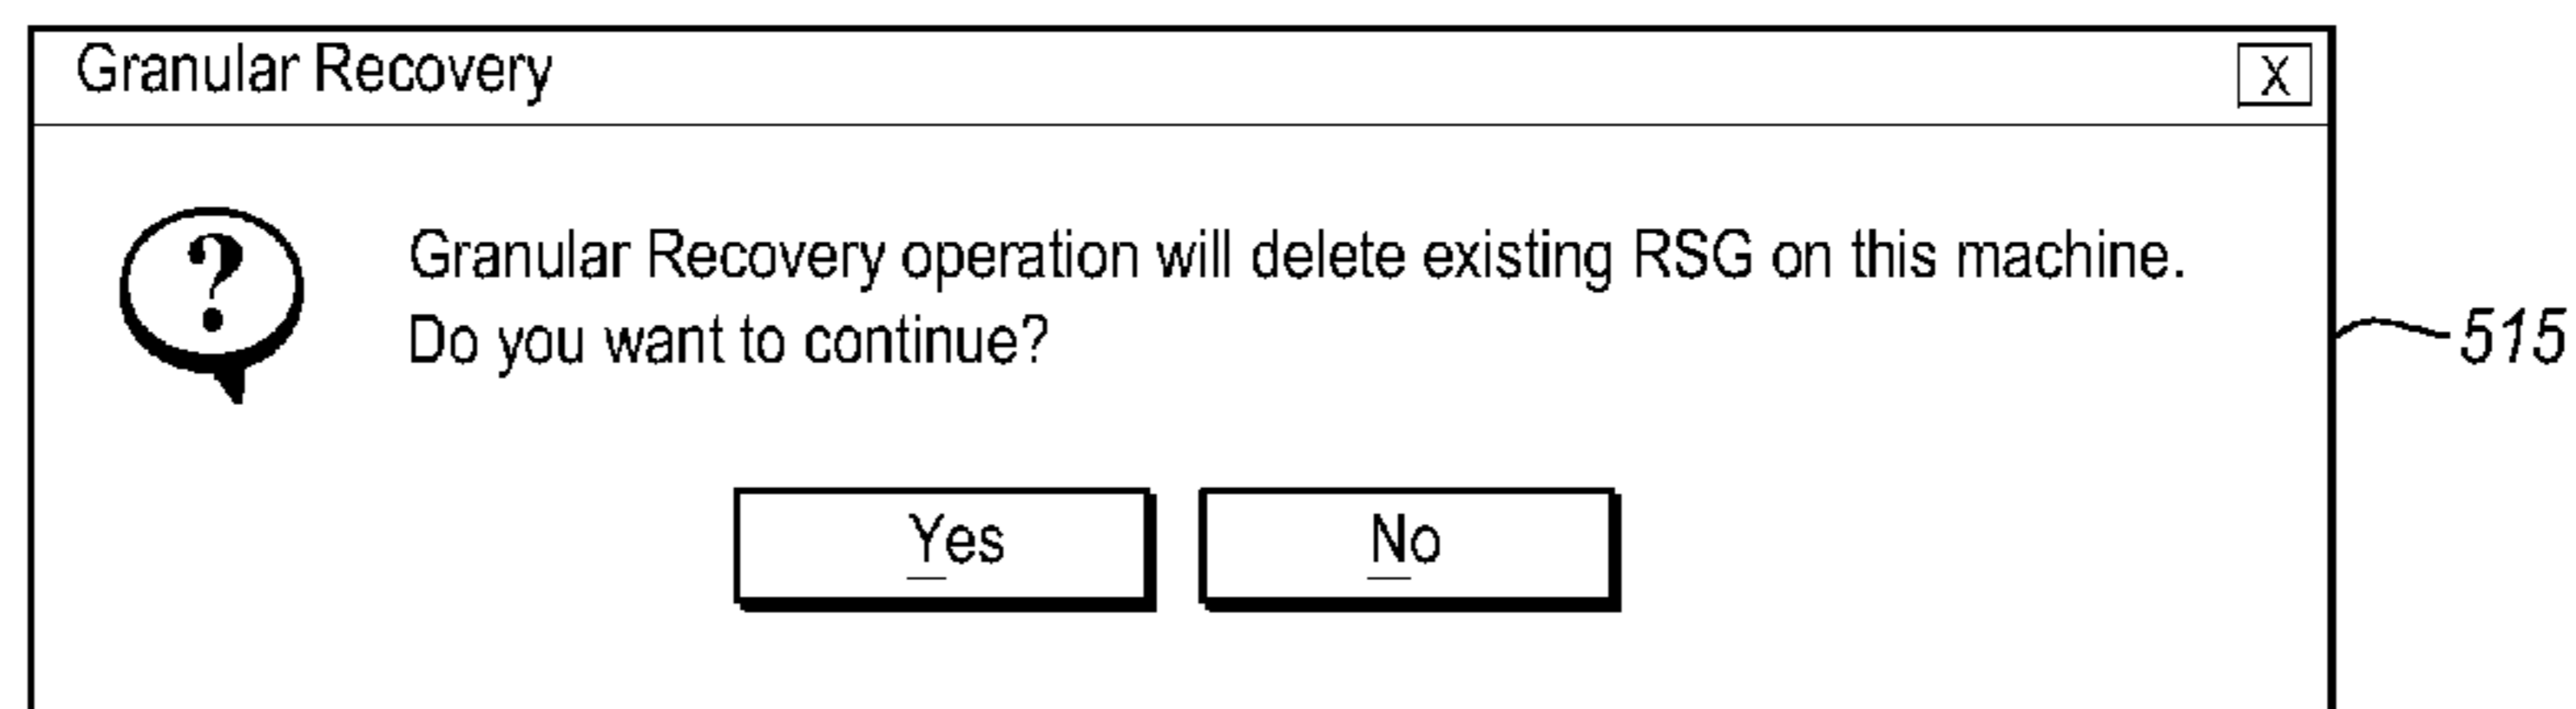 Granular Recovery X
?
Granular Recovery operation will delete existing RSG on this machine.
Do you want to continue?
515
Yes No